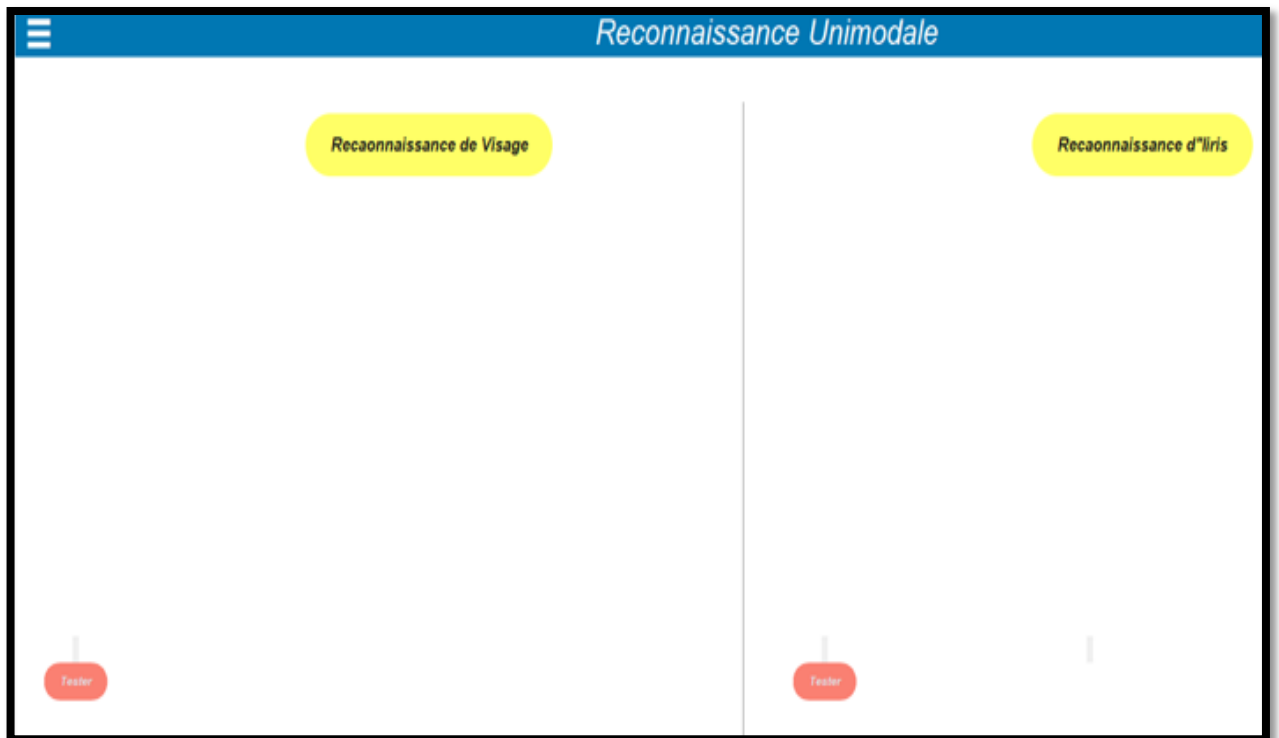 Reconnaissance Unimodale
Recaonnaissance de Visage
Recaonnaissance d"Iiris
Tester
Tester